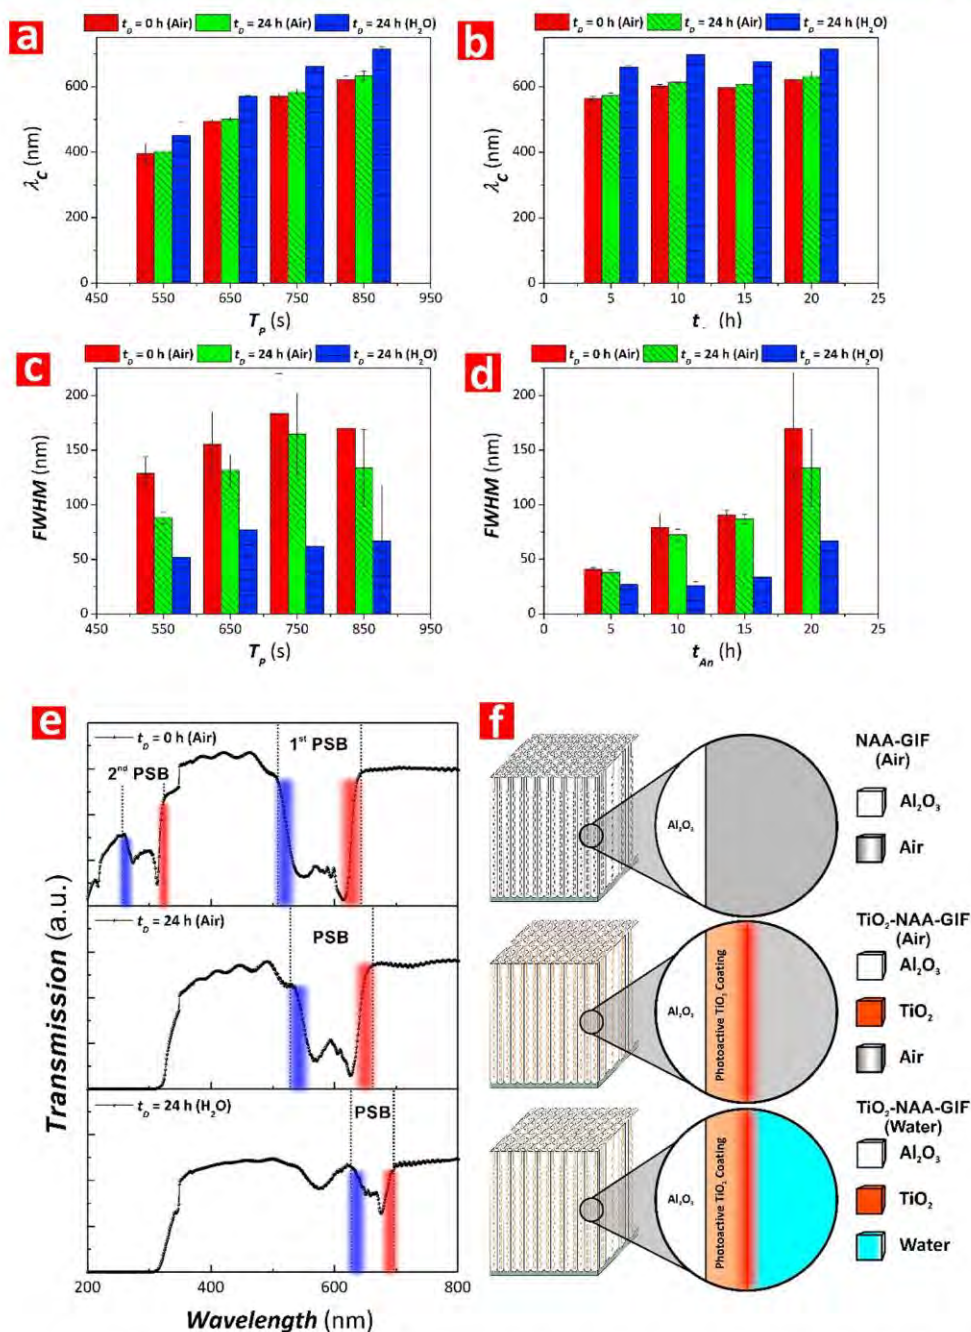 a
t_D = 0 h (Air) t_D = 24 h (Air) t_D = 24 h (H₂O)
600
400
200
0
λ_C (nm)
450 550 650 750 850 950
T_P (s)
b
t_D = 0 h (Air) t_D = 24 h (Air) t_D = 24 h (H₂O)
600
400
200
0
λ_C (nm)
0 5 10 15 20 25
t (h)
c
t_D = 0 h (Air) t_D = 24 h (Air) t_D = 24 h (H₂O)
200
150
100
50
0
FWHM (nm)
450 550 650 750 850 950
T_P (s)
d
t_D = 0 h (Air) t_D = 24 h (Air) t_D = 24 h (H₂O)
200
150
100
50
0
FWHM (nm)
0 5 10 15 20 25
t_An (h)
e
t_D = 0 h (Air)
1st PSB
2nd PSB
t_D = 24 h (Air)
PSB
t_D = 24 h (H₂O)
PSB
Transmission (a.u.)
200 400 600 800
Wavelength (nm)
f
Al₂O₃
NAA-GIF
(Air)
Al₂O₃
Air
Al₂O₃
Photoactive TiO₂ Coating
TiO₂-NAA-GIF
(Air)
Al₂O₃
TiO₂
Air
Al₂O₃
Photoactive TiO₂ Coating
TiO₂-NAA-GIF
(Water)
Al₂O₃
TiO₂
Water